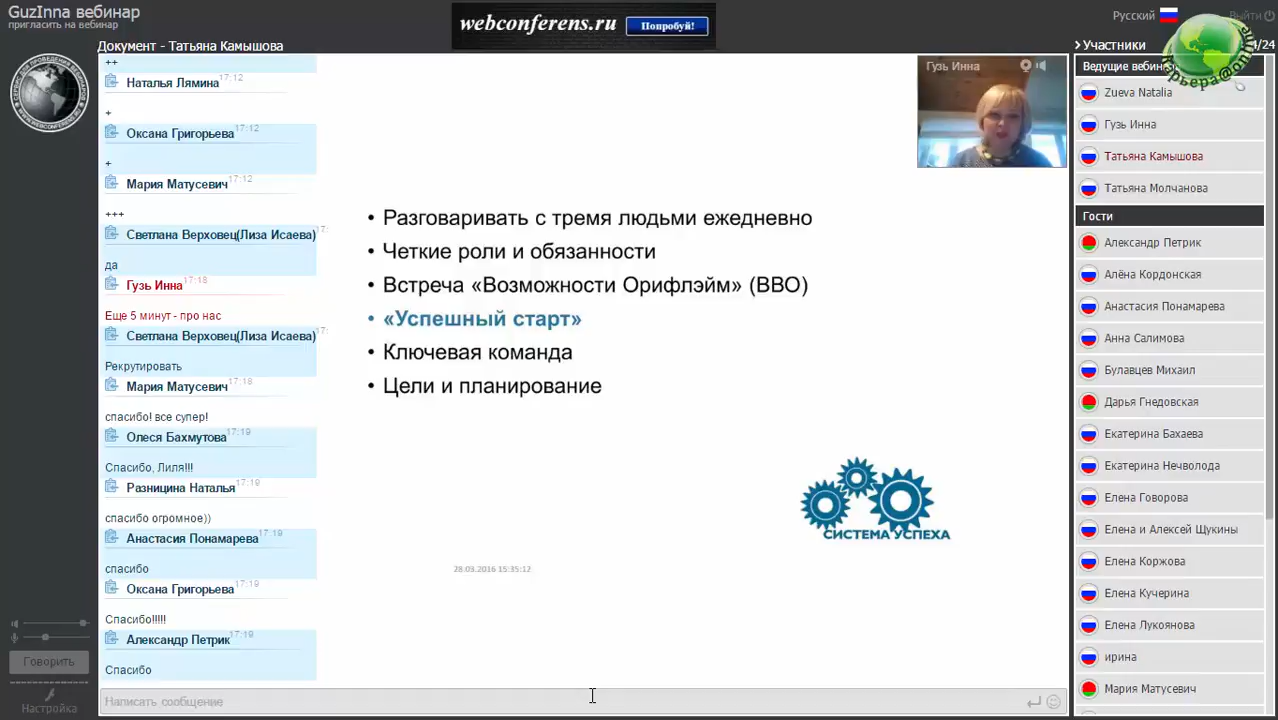 GuzInna вебинар
пригласить на вебинар
webconferens.ru Попробуй!
Русский
Выйти
Документ - Татьяна Камышова
Участники
/24
карьера@онлайн
++
Наталья Лямина 17:12
+
Оксана Григорьева 17:12
+
Мария Матусевич 17:12
+++
Светлана Верховец(Лиза Исаева) 17:
да
Гузь Инна 17:18
Еще 5 минут - про нас
Светлана Верховец(Лиза Исаева) 17:
Рекрутировать
Мария Матусевич 17:18
спасибо! все супер!
Олеся Бахмутова 17:19
Спасибо, Лиля!!!
Разницина Наталья 17:19
спасибо огромное))
Анастасия Понамарева 17:19
спасибо
Оксана Григорьева 17:19
Спасибо!!!!!
Александр Петрик 17:19
Спасибо
Написать сообщение
Говорить
Настройка
• Разговаривать с тремя людьми ежедневно
• Четкие роли и обязанности
• Встреча «Возможности Орифлэйм» (ВВО)
• «Успешный старт»
• Ключевая команда
• Цели и планирование
СИСТЕМА УСПЕХА
28.03.2016 15:35:12
Гузь Инна
Ведущие вебин
Zueva Natalia
Гузь Инна
Татьяна Камышова
Татьяна Молчанова
Гости
Александр Петрик
Алёна Кордонская
Анастасия Понамарева
Анна Салимова
Булавцев Михаил
Дарья Гнедовская
Екатерина Бахаева
Екатерина Нечволода
Елена Говорова
Елена и Алексей Щукины
Елена Коржова
Елена Кучерина
Елена Лукоянова
ирина
Мария Матусевич